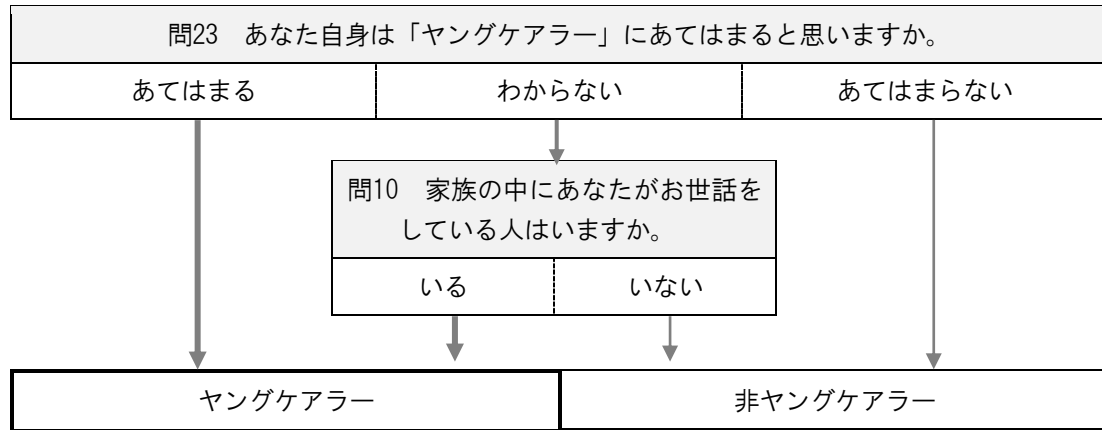 問23　あなた自身は「ヤングケアラー」にあてはまると思いますか。
あてはまる
わからない
あてはまらない
問10　家族の中にあなたがお世話を
している人はいますか。
いる
いない
ヤングケアラー
非ヤングケアラー